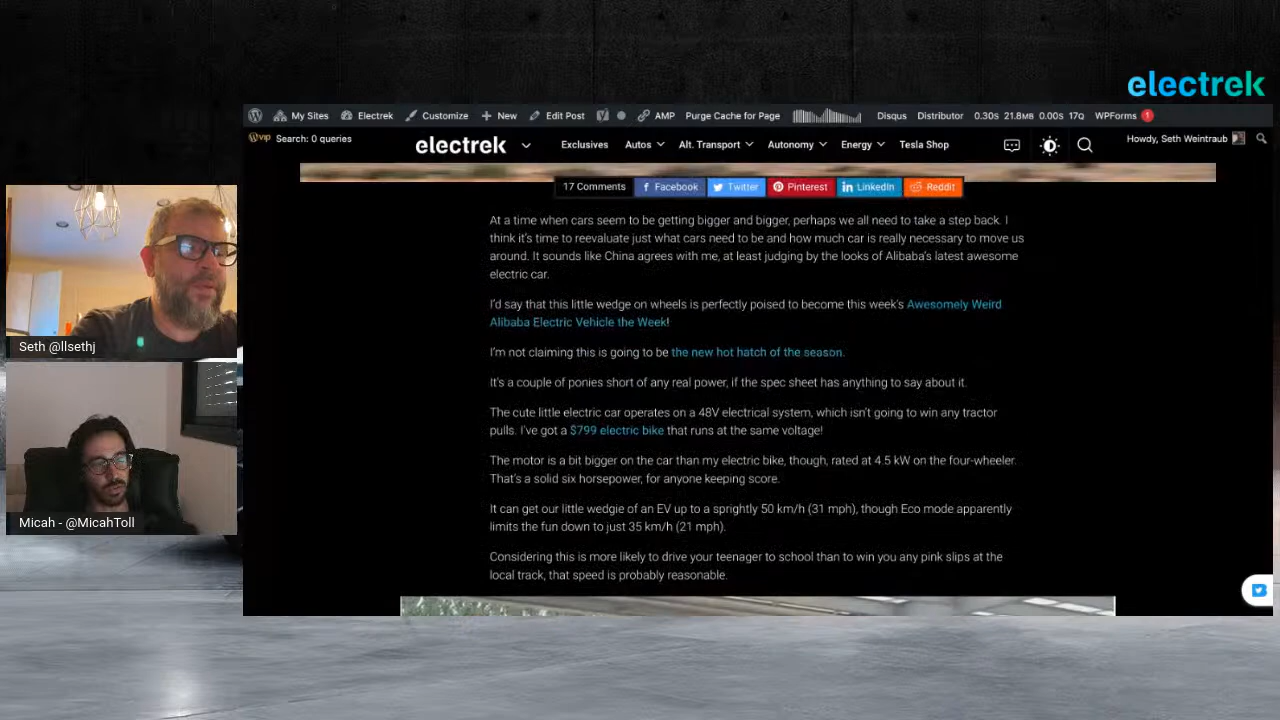 electrek
My Sites Electrek Customize New Edit Post AMP Purge Cache for Page Disqus Distributor 0.30s 21.8MB 0.00s 17Q WPForms 1
vip Search: 0 queries
electrek Exclusives Autos Alt. Transport Autonomy Energy Tesla Shop Howdy, Seth Weintraub
17 Comments Facebook Twitter Pinterest LinkedIn Reddit
At a time when cars seem to be getting bigger and bigger, perhaps we all need to take a step back. I
think it's time to reevaluate just what cars need to be and how much car is really necessary to move us
around. It sounds like China agrees with me, at least judging by the looks of Alibaba's latest awesome
electric car.
I'd say that this little wedge on wheels is perfectly poised to become this week's Awesomely Weird
Alibaba Electric Vehicle the Week!
I'm not claiming this is going to be the new hot hatch of the season.
It's a couple of ponies short of any real power, if the spec sheet has anything to say about it.
The cute little electric car operates on a 48V electrical system, which isn't going to win any tractor
pulls. I've got a $799 electric bike that runs at the same voltage!
The motor is a bit bigger on the car than my electric bike, though, rated at 4.5 kW on the four-wheeler.
That's a solid six horsepower, for anyone keeping score.
It can get our little wedgie of an EV up to a sprightly 50 km/h (31 mph), though Eco mode apparently
limits the fun down to just 35 km/h (21 mph).
Considering this is more likely to drive your teenager to school than to win you any pink slips at the
local track, that speed is probably reasonable.
Seth @llsethj
Micah - @MicahToll